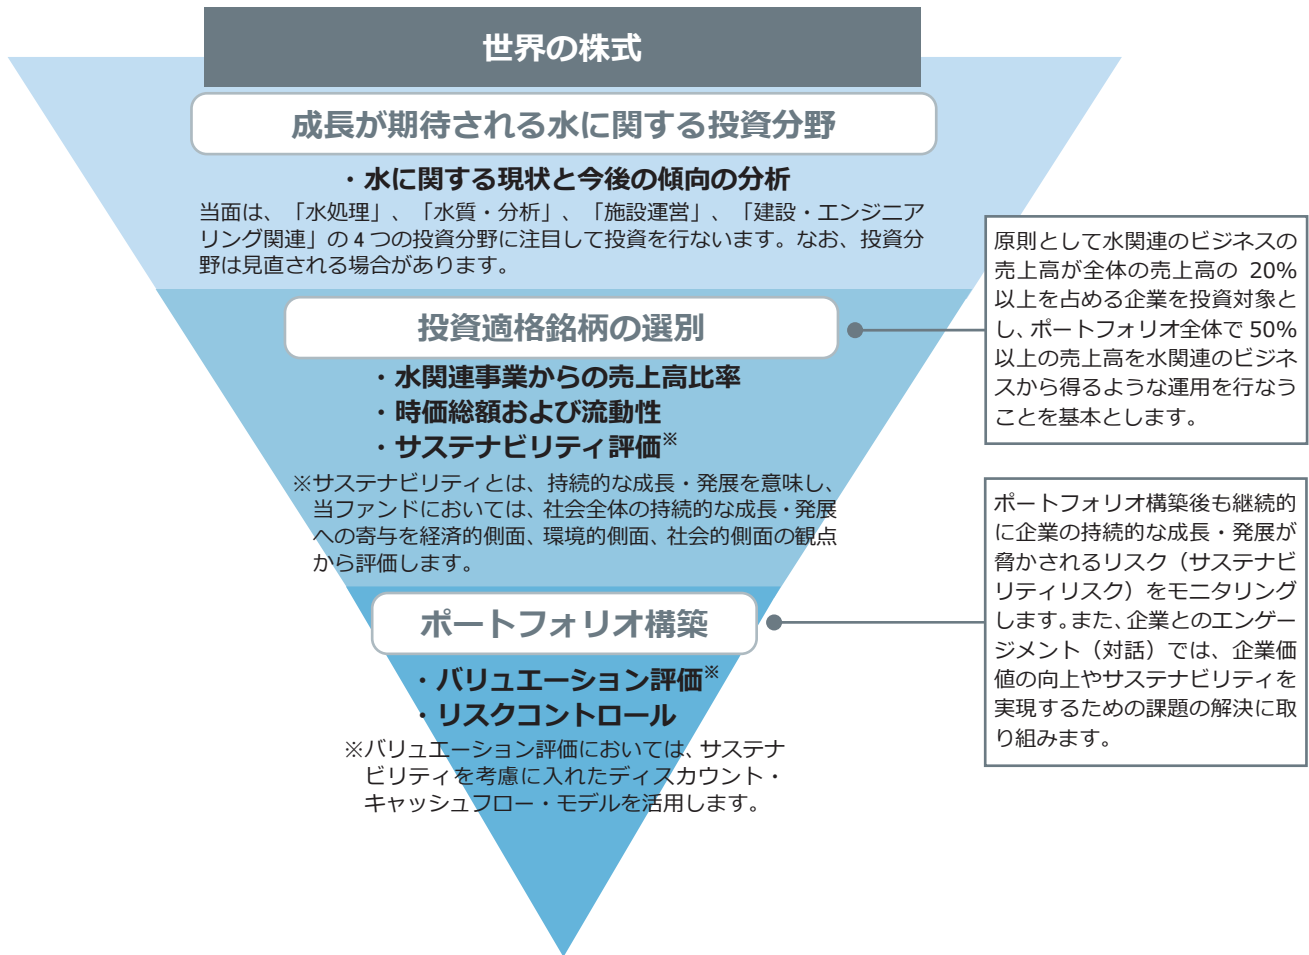 世界の株式
成長が期待される水に関する投資分野
・水に関する現状と今後の傾向の分析
当面は、「水処理」、「水質・分析」、「施設運営」、「建設・エンジニア
リング関連」の4つの投資分野に注目して投資を行ないます。なお、投資分
野は見直される場合があります。
投資適格銘柄の選別
・水関連事業からの売上高比率
・時価総額および流動性
・サステナビリティ評価※
※サステナビリティとは、持続的な成長・発展を意味し、
当ファンドにおいては、社会全体の持続的な成長・発展
への寄与を経済的側面、環境的側面、社会的側面の観点
から評価します。
原則として水関連のビジネスの
売上高が全体の売上高の 20%
以上を占める企業を投資対象と
し、ポートフォリオ全体で 50%
以上の売上高を水関連のビジネ
スから得るような運用を行なう
ことを基本とします。
ポートフォリオ構築
・バリュエーション評価※
・リスクコントロール
※バリュエーション評価においては、サステナ
ビリティを考慮に入れたディスカウント・
キャッシュフロー・モデルを活用します。
ポートフォリオ構築後も継続的
に企業の持続的な成長・発展が
脅かされるリスク（サステナビ
リティリスク）をモニタリング
します。また、企業とのエンゲー
ジメント（対話）では、企業価
値の向上やサステナビリティを
実現するための課題の解決に取
り組みます。